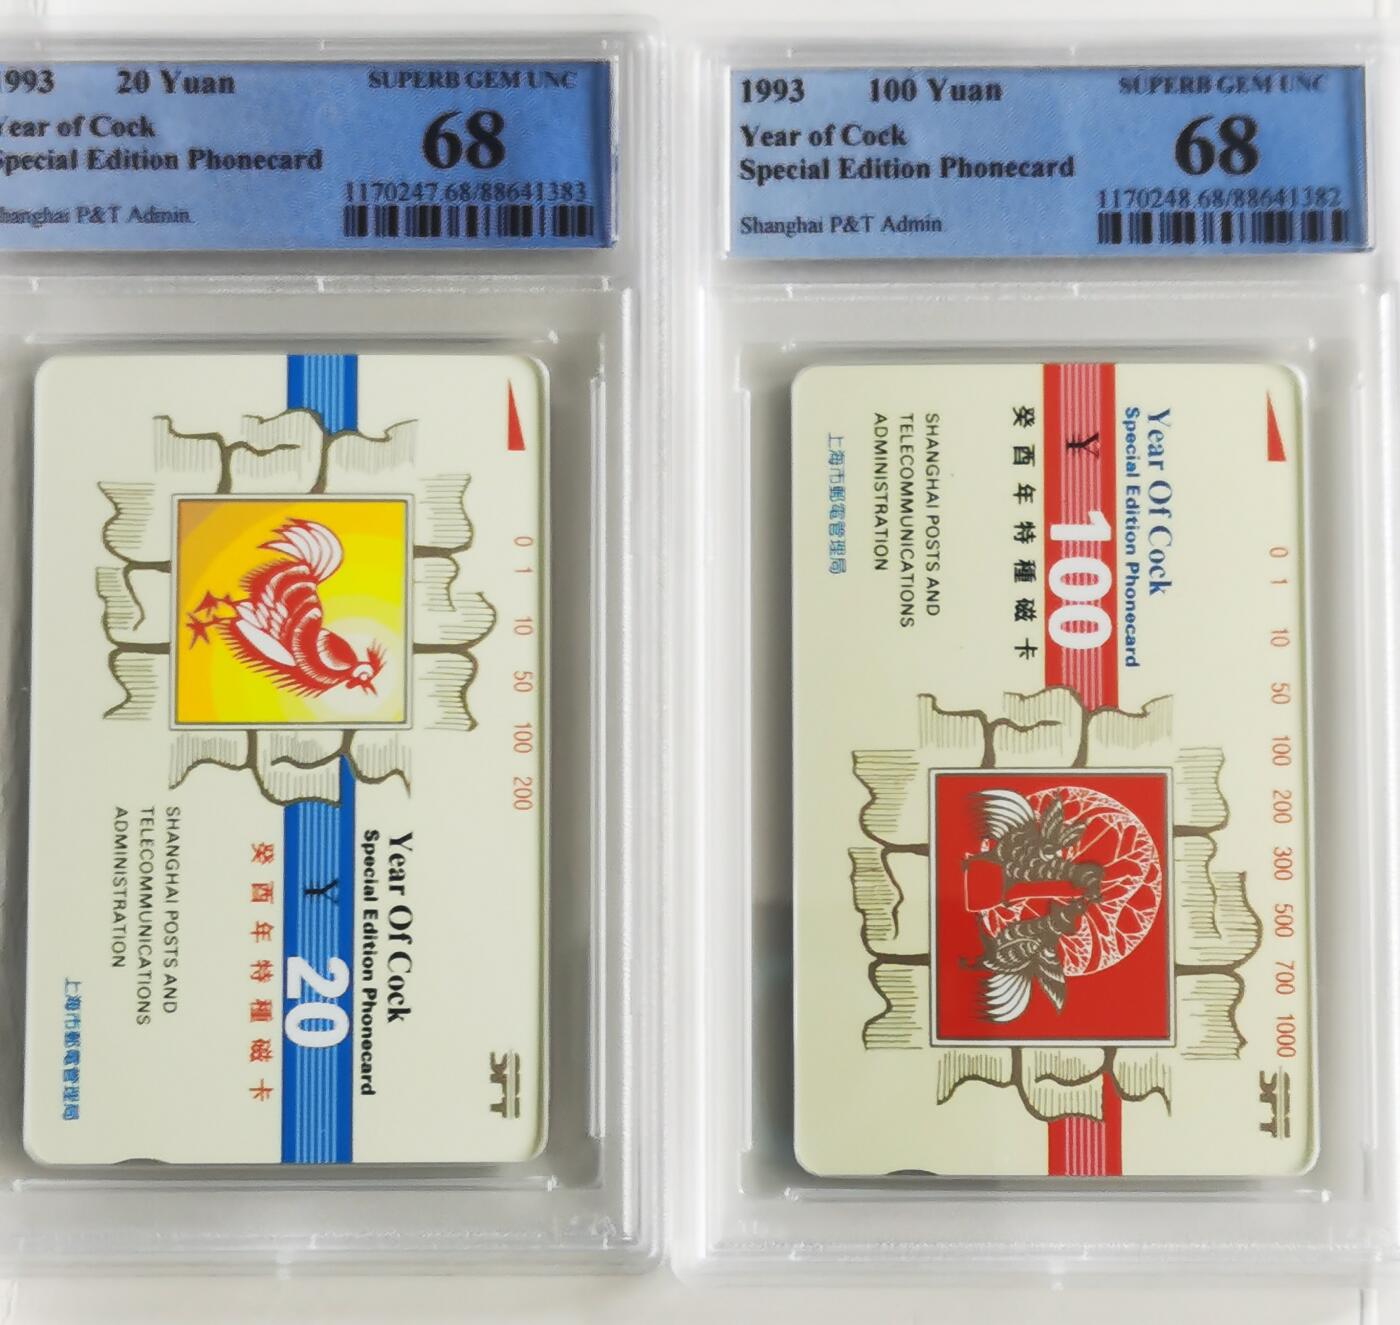 1993 20 Yuan SUPERB GEM UNC
Year of Cock 68
Special Edition Phonecard
1170247.68/88641383
Shanghai P&T Admin
0 1 10 50 100 200
Year Of Cock
Special Edition Phonecard
¥ 20
癸酉年特種磁卡
SHANGHAI POSTS AND
TELECOMMUNICATIONS
ADMINISTRATION
上海市郵電管理局
1993 100 Yuan SUPERB GEM UNC
Year of Cock 68
Special Edition Phonecard
1170248.68/88641382
Shanghai P&T Admin
0 1 10 50 100 200 300 500 700 1000
Year Of Cock
Special Edition Phonecard
¥ 100
癸酉年特種磁卡
SHANGHAI POSTS AND
TELECOMMUNICATIONS
ADMINISTRATION
上海市郵電管理局